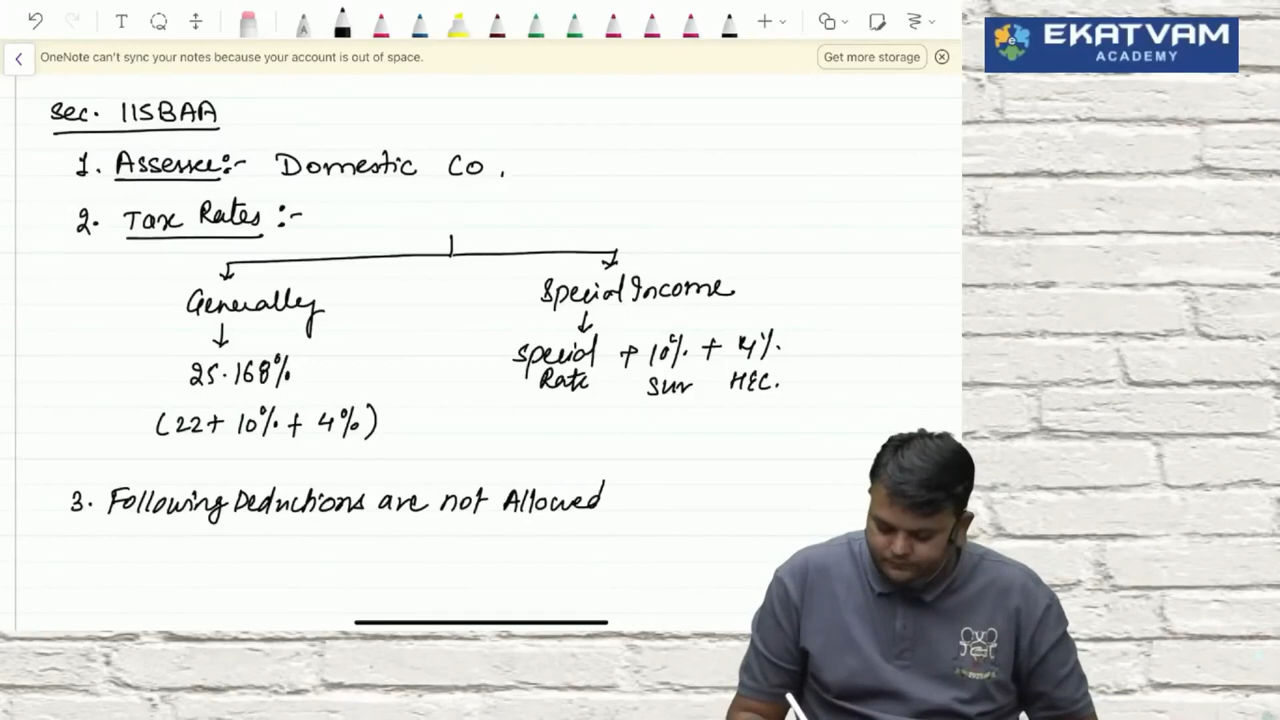 OneNote can't sync your notes because your account is out of space.
Get more storage
EKATVAM
ACADEMY
Sec. 115BAA
1. Assessee:- Domestic Co.
2. Tax Rates :-
Generally
Special Income
25.168%
Special Rate + 10% Sur + 4% HEC.
(22+ 10% + 4%)
3. Following Deductions are not Allowed